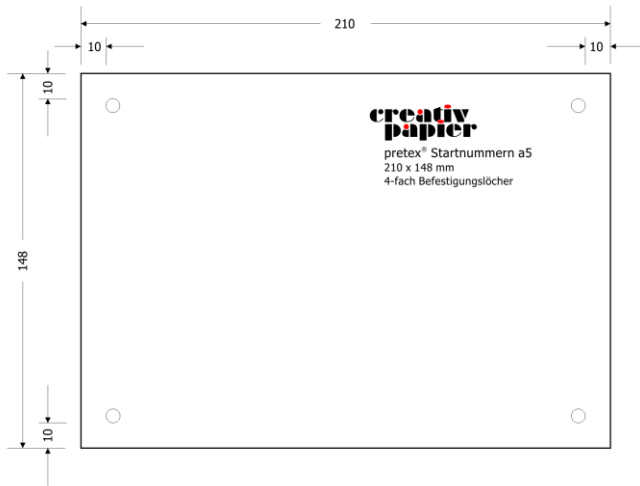 210
10
10
10
creativ
papier
pretex® Startnummern a5
210 x 148 mm
4-fach Befestigungslöcher
148
10